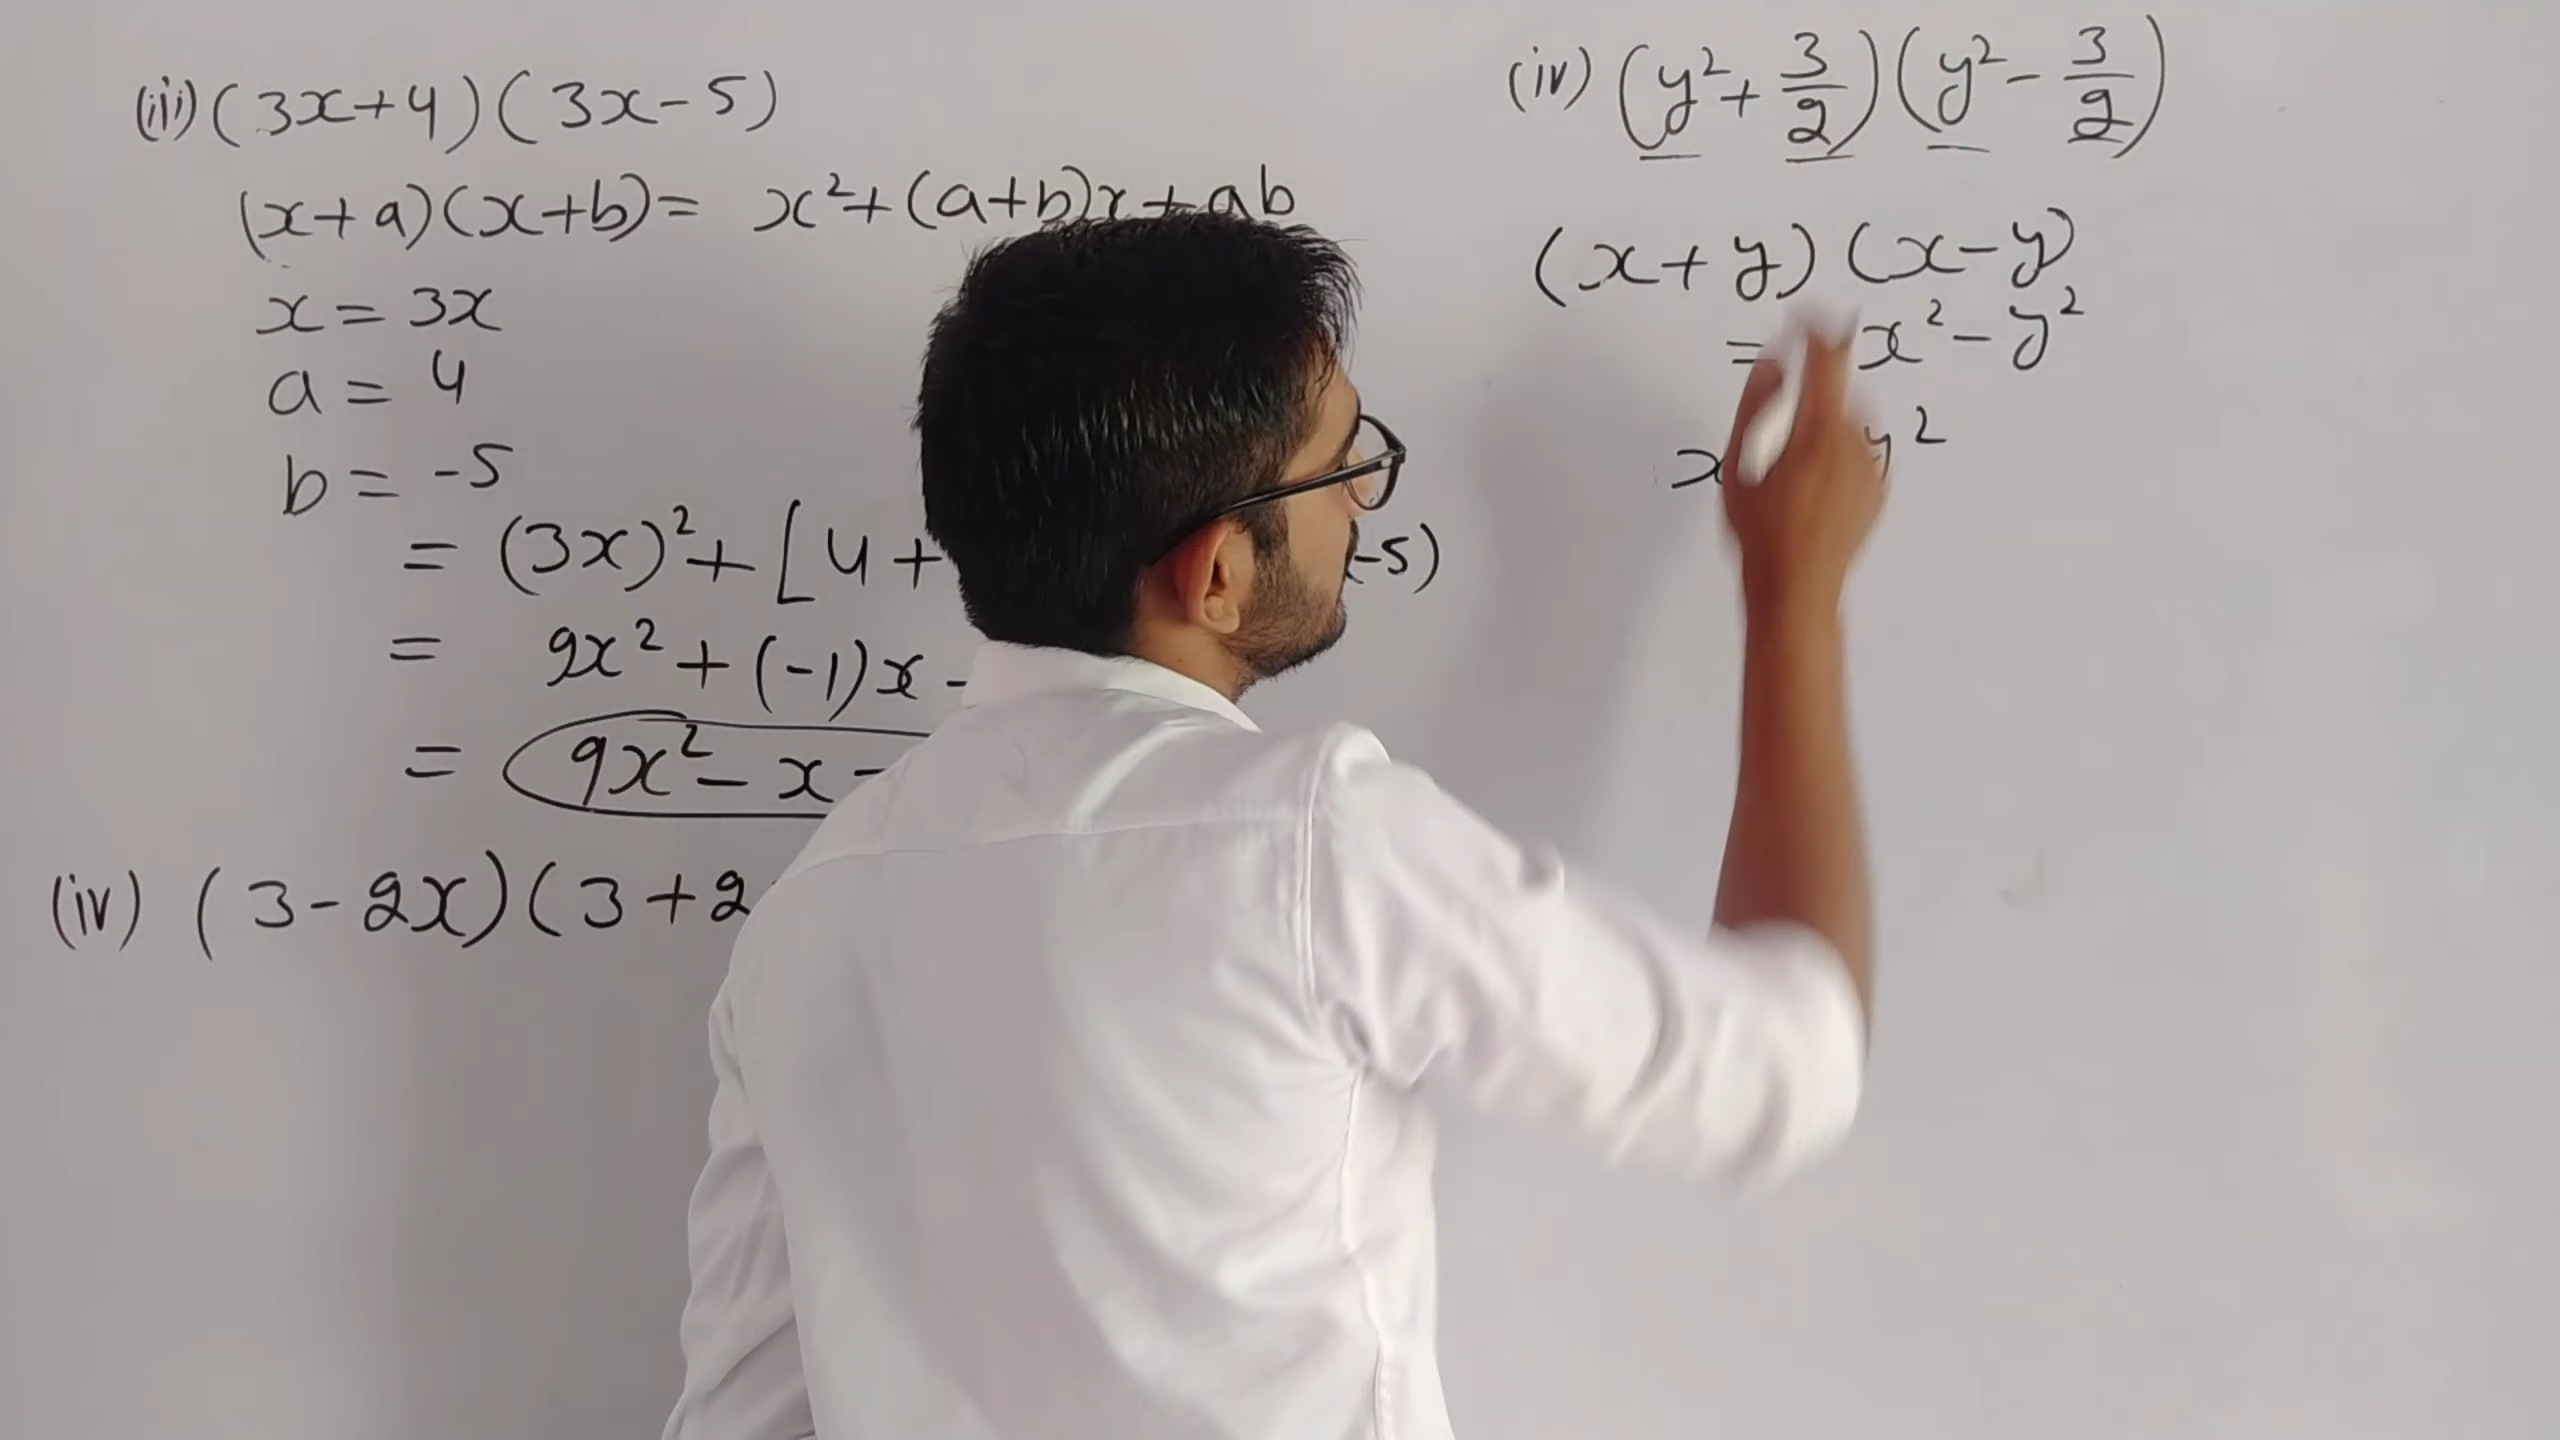 (iii) (3x+4)(3x-5)
(x+a)(x+b)= x²+(a+b)x+ab
x = 3x
a = 4
b = -5
= (3x)²+[4+ -5)
= 9x²+(-1)x-
= 9x²-x-
(iv) (3-2x)(3+2
(iv) (y²+3/2)(y²-3/2)
(x+y)(x-y)
= x²-y²
x y²